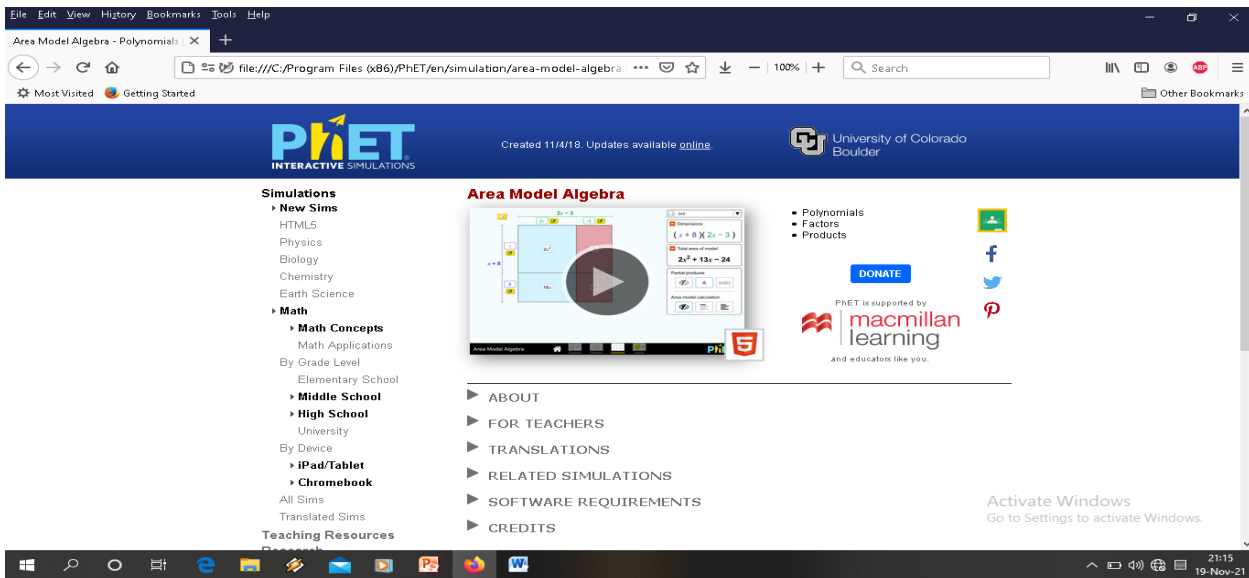 File Edit View History Bookmarks Tools Help
Area Model Algebra - Polynomials |
file:///C:/Program Files (x86)/PhET/en/simulation/area-model-algebra. 100% Search
Most Visited Getting Started Other Bookmarks
PhET
INTERACTIVE SIMULATIONS
Created 11/4/18. Updates available online.
University of Colorado
Boulder
Simulations
New Sims
HTML5
Physics
Biology
Chemistry
Earth Science
Math
Math Concepts
Math Applications
By Grade Level
Elementary School
Middle School
High School
University
By Device
iPad/Tablet
Chromebook
All Sims
Translated Sims
Teaching Resources
Area Model Algebra
2x − 3
x + 8
Dimensions
( x + 8 )( 2x − 3 )
Total area of model
2x² + 13x − 24
Partial products
A
Area model calculation
Area Model Algebra
Polynomials
Factors
Products
DONATE
PhET is supported by
macmillan
learning
and educators like you.
ABOUT
FOR TEACHERS
TRANSLATIONS
RELATED SIMULATIONS
SOFTWARE REQUIREMENTS
CREDITS
Activate Windows
Go to Settings to activate Windows.
21:15
19-Nov-21